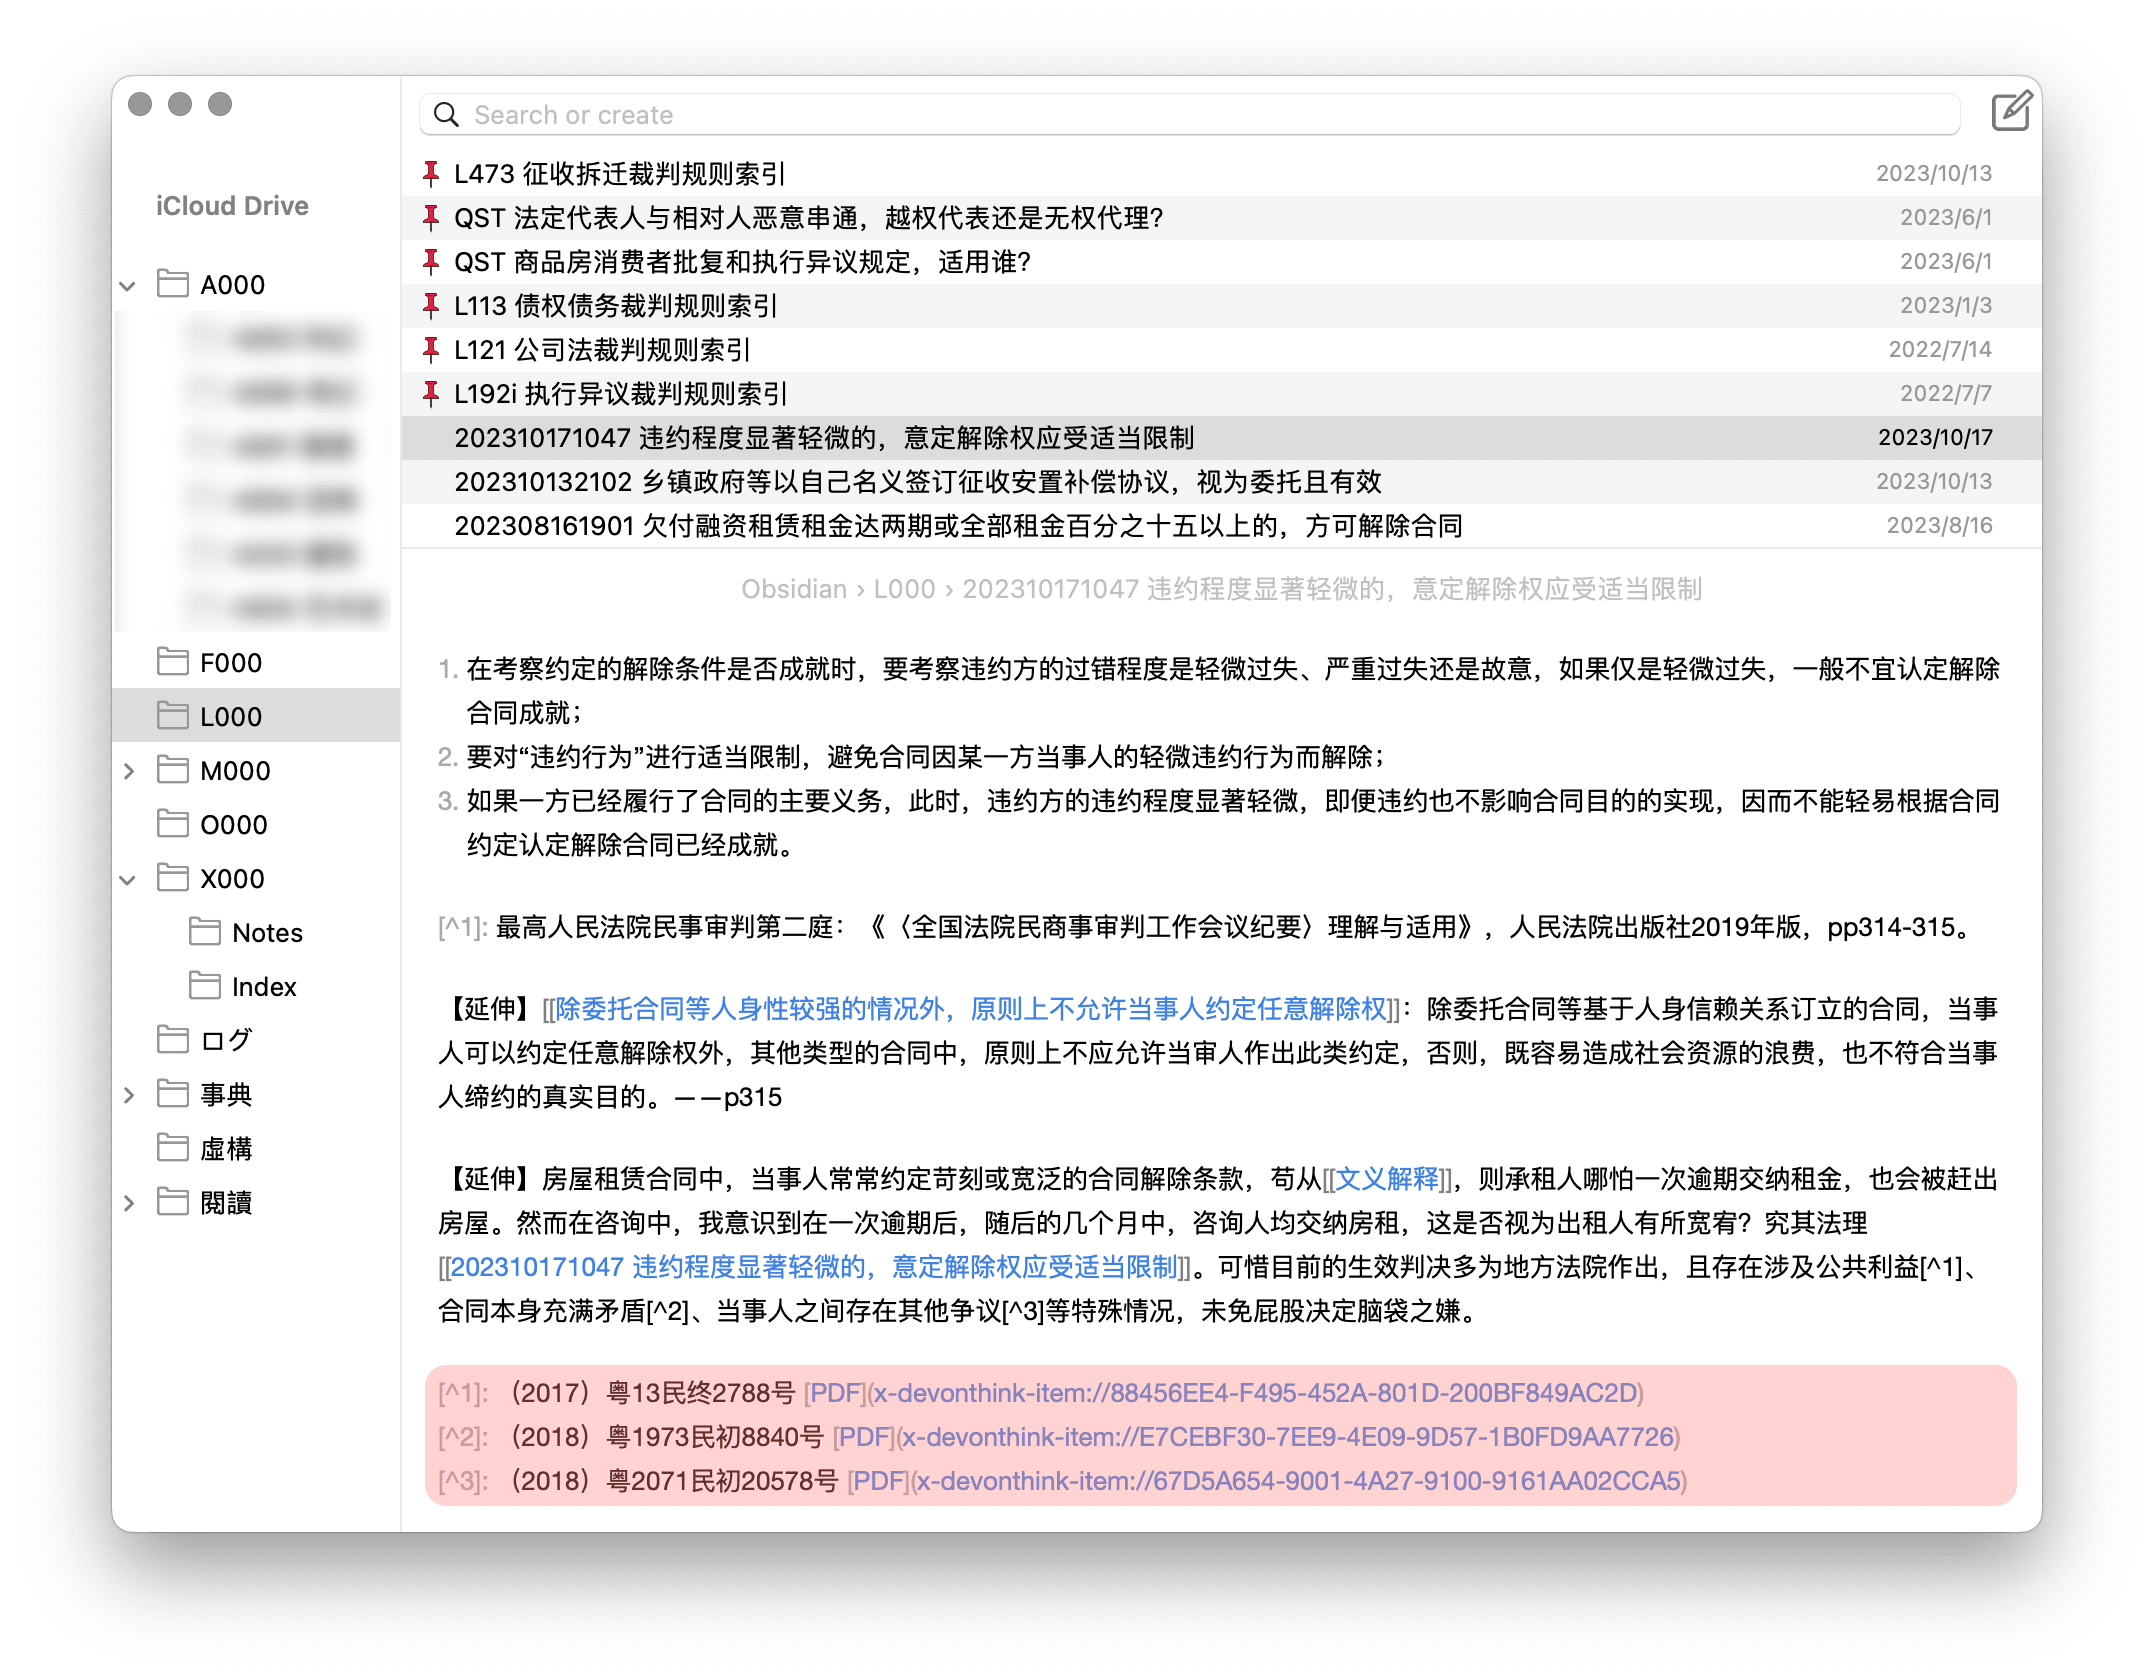 iCloud Drive
A000
F000
L000
M000
O000
X000
Notes
Index
ログ
事典
虚構
閱讀
Search or create
L473 征收拆迁裁判规则索引 2023/10/13
QST 法定代表人与相对人恶意串通，越权代表还是无权代理？ 2023/6/1
QST 商品房消费者批复和执行异议规定，适用谁？ 2023/6/1
L113 债权债务裁判规则索引 2023/1/3
L121 公司法裁判规则索引 2022/7/14
L192i 执行异议裁判规则索引 2022/7/7
202310171047 违约程度显著轻微的，意定解除权应受适当限制 2023/10/17
202310132102 乡镇政府等以自己名义签订征收安置补偿协议，视为委托且有效 2023/10/13
202308161901 欠付融资租赁租金达两期或全部租金百分之十五以上的，方可解除合同 2023/8/16
Obsidian › L000 › 202310171047 违约程度显著轻微的，意定解除权应受适当限制
1. 在考察约定的解除条件是否成就时，要考察违约方的过错程度是轻微过失、严重过失还是故意，如果仅是轻微过失，一般不宜认定解除
合同成就；
2. 要对“违约行为”进行适当限制，避免合同因某一方当事人的轻微违约行为而解除；
3. 如果一方已经履行了合同的主要义务，此时，违约方的违约程度显著轻微，即便违约也不影响合同目的的实现，因而不能轻易根据合同
约定认定解除合同已经成就。
[^1]: 最高人民法院民事审判第二庭：《〈全国法院民商事审判工作会议纪要〉理解与适用》，人民法院出版社2019年版，pp314-315。
【延伸】[[除委托合同等人身性较强的情况外，原则上不允许当事人约定任意解除权]]：除委托合同等基于人身信赖关系订立的合同，当事
人可以约定任意解除权外，其他类型的合同中，原则上不应允许当审人作出此类约定，否则，既容易造成社会资源的浪费，也不符合当事
人缔约的真实目的。——p315
【延伸】房屋租赁合同中，当事人常常约定苛刻或宽泛的合同解除条款，苟从[[文义解释]]，则承租人哪怕一次逾期交纳租金，也会被赶出
房屋。然而在咨询中，我意识到在一次逾期后，随后的几个月中，咨询人均交纳房租，这是否视为出租人有所宽宥？究其法理
[[202310171047 违约程度显著轻微的，意定解除权应受适当限制]]。可惜目前的生效判决多为地方法院作出，且存在涉及公共利益[^1]、
合同本身充满矛盾[^2]、当事人之间存在其他争议[^3]等特殊情况，未免屁股决定脑袋之嫌。
[^1]: （2017）粤13民终2788号 [PDF](x-devonthink-item://88456EE4-F495-452A-801D-200BF849AC2D)
[^2]: （2018）粤1973民初8840号 [PDF](x-devonthink-item://E7CEBF30-7EE9-4E09-9D57-1B0FD9AA7726)
[^3]: （2018）粤2071民初20578号 [PDF](x-devonthink-item://67D5A654-9001-4A27-9100-9161AA02CCA5)